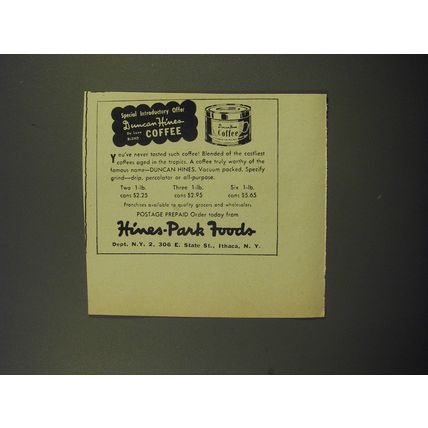 Special Introductory Offer
Duncan Hines
De Luxe BLEND COFFEE
Duncan Hines
Coffee
You've never tasted such coffee! Blended of the costliest
coffees aged in the tropics. A coffee truly worthy of the
famous name—DUNCAN HINES. Vacuum packed. Specify
grind—drip, percolator or all-purpose.
Two 1-lb. Three 1-lb. Six 1-lb.
cans $2.25 cans $2.95 cans $5.65
Franchises available to quality grocers and wholesalers
POSTAGE PREPAID Order today from
Hines-Park Foods
Dept. N.Y. 2, 306 E. State St., Ithaca, N. Y.